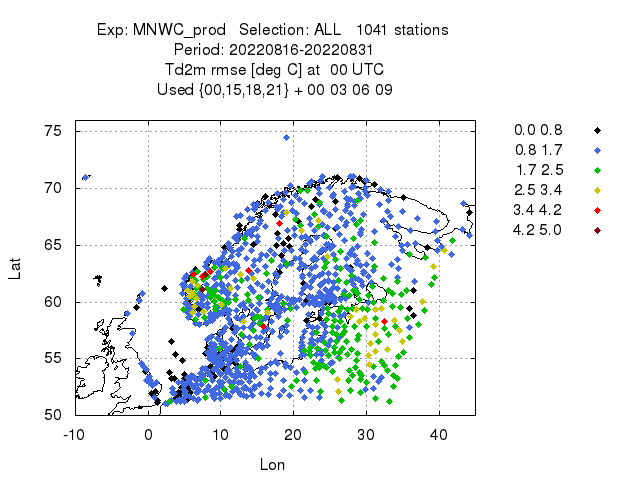 Exp: MNWC_prod Selection: ALL 1041 stations
Period: 20220816-20220831
Td2m rmse [deg C] at 00 UTC
Used {00,15,18,21} + 00 03 06 09
0.0 0.8
0.8 1.7
1.7 2.5
2.5 3.4
3.4 4.2
4.2 5.0
75
70
65
60
55
50
Lat
-10 0 10 20 30 40
Lon